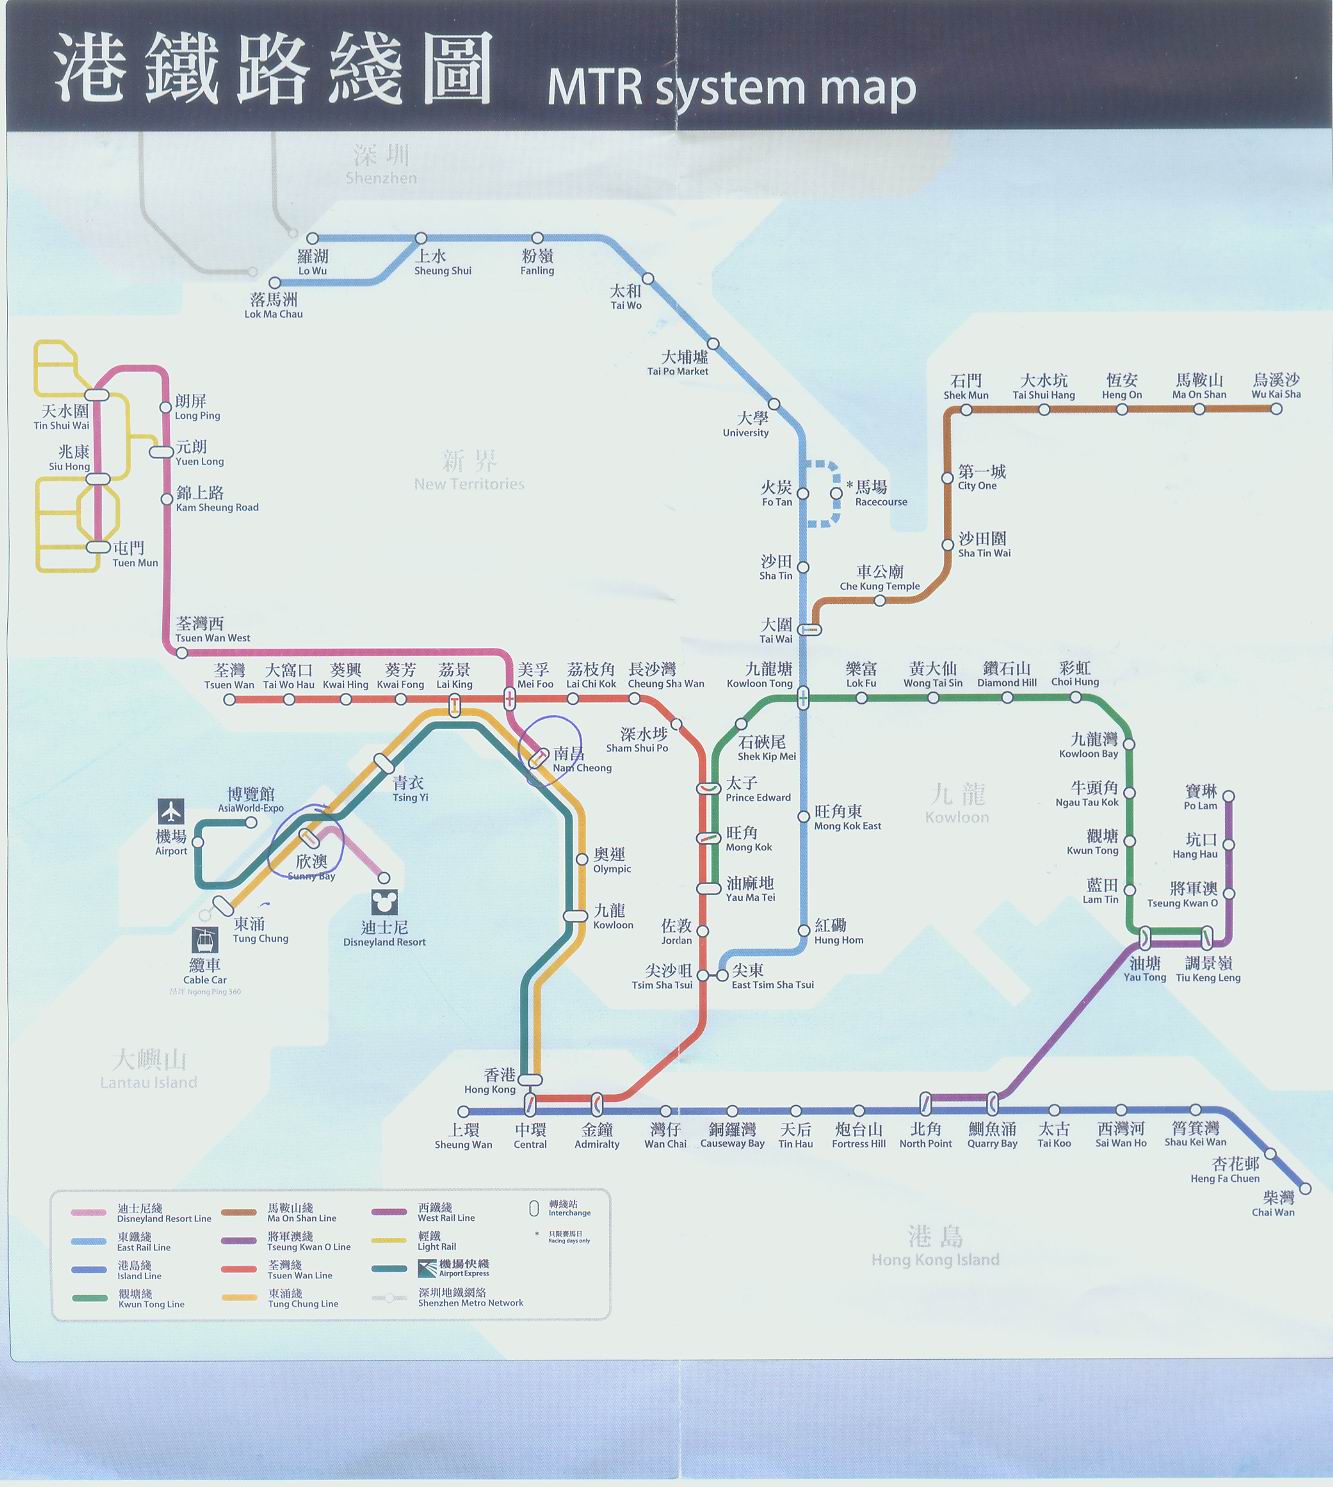 港鐵路綫圖 MTR system map
深圳
Shenzhen
羅湖
Lo Wu
上水
Sheung Shui
粉嶺
Fanling
落馬洲
Lok Ma Chau
太和
Tai Wo
大埔墟
Tai Po Market
大學
University
石門
Shek Mun
大水坑
Tai Shui Hang
恆安
Heng On
馬鞍山
Ma On Shan
烏溪沙
Wu Kai Sha
朗屏
Long Ping
天水圍
Tin Shui Wai
元朗
Yuen Long
兆康
Siu Hong
錦上路
Kam Sheung Road
屯門
Tuen Mun
新界
New Territories
火炭
Fo Tan
*馬場
Racecourse
第一城
City One
沙田圍
Sha Tin Wai
沙田
Sha Tin
車公廟
Che Kung Temple
大圍
Tai Wai
荃灣西
Tsuen Wan West
荃灣
Tsuen Wan
大窩口
Tai Wo Hau
葵興
Kwai Hing
葵芳
Kwai Fong
荔景
Lai King
美孚
Mei Foo
荔枝角
Lai Chi Kok
長沙灣
Cheung Sha Wan
九龍塘
Kowloon Tong
樂富
Lok Fu
黃大仙
Wong Tai Sin
鑽石山
Diamond Hill
彩虹
Choi Hung
深水埗
Sham Shui Po
石硤尾
Shek Kip Mei
九龍灣
Kowloon Bay
南昌
Nam Cheong
青衣
Tsing Yi
太子
Prince Edward
牛頭角
Ngau Tau Kok
寶琳
Po Lam
九龍
Kowloon
博覽館
AsiaWorld-Expo
機場
Airport
旺角東
Mong Kok East
旺角
Mong Kok
觀塘
Kwun Tong
坑口
Hang Hau
欣澳
Sunny Bay
奧運
Olympic
油麻地
Yau Ma Tei
藍田
Lam Tin
將軍澳
Tseung Kwan O
東涌
Tung Chung
迪士尼
Disneyland Resort
九龍
Kowloon
佐敦
Jordan
紅磡
Hung Hom
纜車
Cable Car
昂坪 Ngong Ping 360
尖沙咀
Tsim Sha Tsui
尖東
East Tsim Sha Tsui
油塘
Yau Tong
調景嶺
Tiu Keng Leng
大嶼山
Lantau Island
香港
Hong Kong
上環
Sheung Wan
中環
Central
金鐘
Admiralty
灣仔
Wan Chai
銅鑼灣
Causeway Bay
天后
Tin Hau
炮台山
Fortress Hill
北角
North Point
鰂魚涌
Quarry Bay
太古
Tai Koo
西灣河
Sai Wan Ho
筲箕灣
Shau Kei Wan
杏花邨
Heng Fa Chuen
柴灣
Chai Wan
港島
Hong Kong Island
迪士尼綫
Disneyland Resort Line
馬鞍山綫
Ma On Shan Line
西鐵綫
West Rail Line
轉綫站
Interchange
東鐵綫
East Rail Line
將軍澳綫
Tseung Kwan O Line
輕鐵
Light Rail
* 只限賽馬日
Racing days only
港島綫
Island Line
荃灣綫
Tsuen Wan Line
機場快綫
Airport Express
觀塘綫
Kwun Tong Line
東涌綫
Tung Chung Line
深圳地鐵網絡
Shenzhen Metro Network